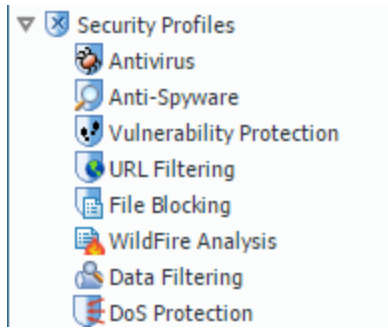 Security Profiles
Antivirus
Anti-Spyware
Vulnerability Protection
URL Filtering
File Blocking
WildFire Analysis
Data Filtering
DoS Protection